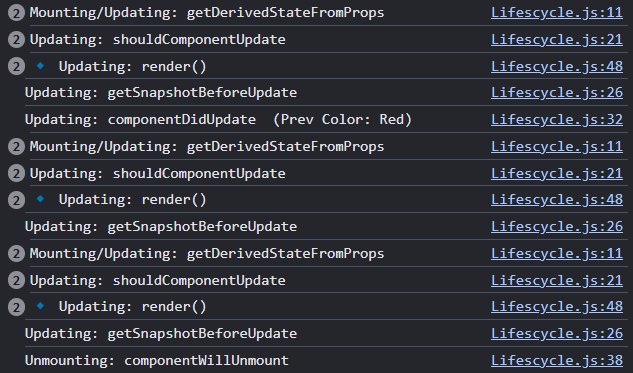 2 Mounting/Updating: getDerivedStateFromProps Lifescycle.js:11
2 Updating: shouldComponentUpdate Lifescycle.js:21
2 🔹 Updating: render() Lifescycle.js:48
Updating: getSnapshotBeforeUpdate Lifescycle.js:26
Updating: componentDidUpdate (Prev Color: Red) Lifescycle.js:32
2 Mounting/Updating: getDerivedStateFromProps Lifescycle.js:11
2 Updating: shouldComponentUpdate Lifescycle.js:21
2 🔹 Updating: render() Lifescycle.js:48
Updating: getSnapshotBeforeUpdate Lifescycle.js:26
2 Mounting/Updating: getDerivedStateFromProps Lifescycle.js:11
2 Updating: shouldComponentUpdate Lifescycle.js:21
2 🔹 Updating: render() Lifescycle.js:48
Updating: getSnapshotBeforeUpdate Lifescycle.js:26
Unmounting: componentWillUnmount Lifescycle.js:38